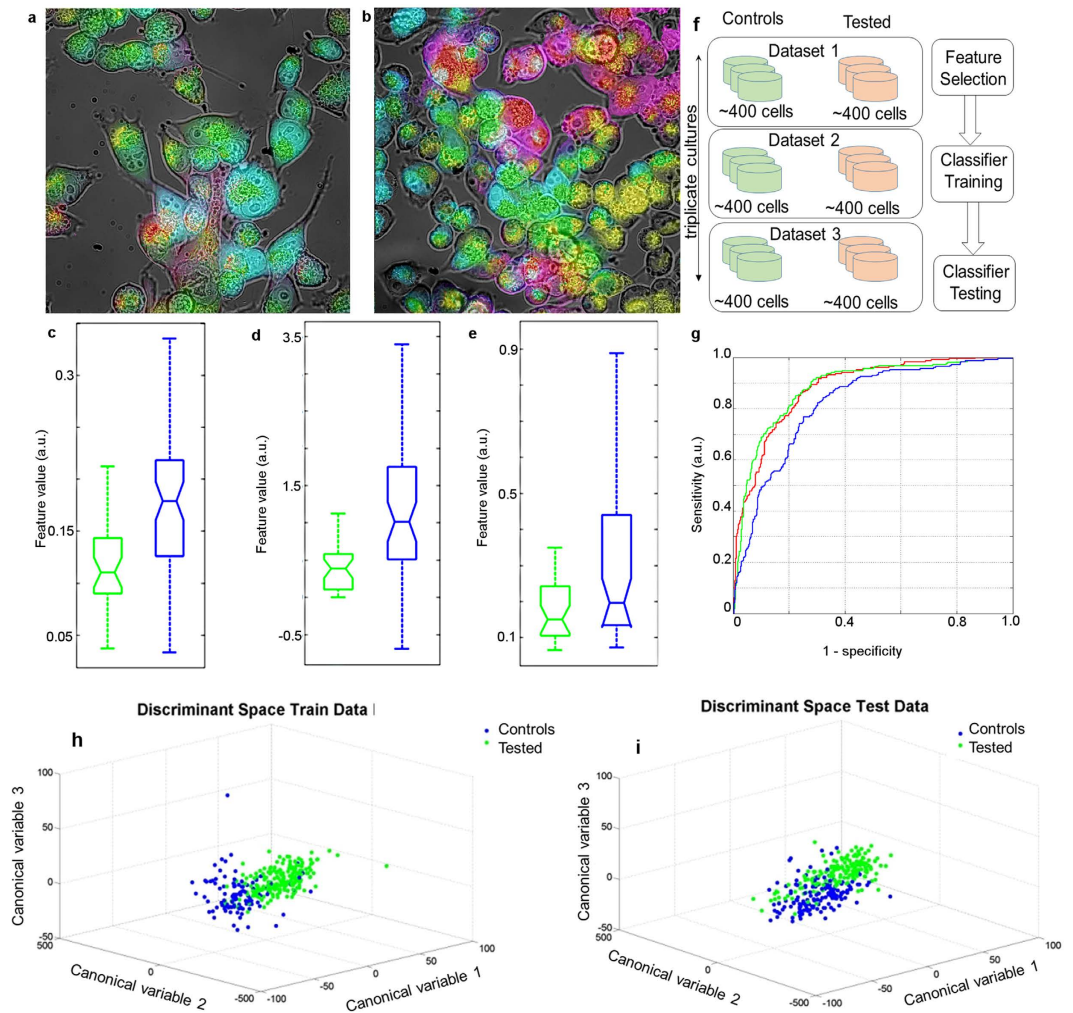 a
b
f
Controls
Tested
triplicate cultures
Dataset 1
~400 cells
~400 cells
Dataset 2
~400 cells
~400 cells
Dataset 3
~400 cells
~400 cells
Feature
Selection
Classifier
Training
Classifier
Testing
c
Feature value (a.u.)
0.3
0.15
0.05
d
Feature value (a.u.)
3.5
1.5
-0.5
e
Feature value (a.u.)
0.9
0.5
0.1
g
Sensitivity (a.u.)
1.0
0.8
0.6
0.4
0.2
0
0 0.2 0.4 0.6 0.8 1.0
1 - specificity
Discriminant Space Train Data
h
Controls
Tested
Canonical variable 3
100
50
0
-50
500
0
-500
Canonical variable 2
-100
-50
0
50
100
Canonical variable 1
Discriminant Space Test Data
i
Controls
Tested
Canonical variable 3
100
50
0
-50
500
0
-500
Canonical variable 2
-100
-50
0
50
100
Canonical variable 1